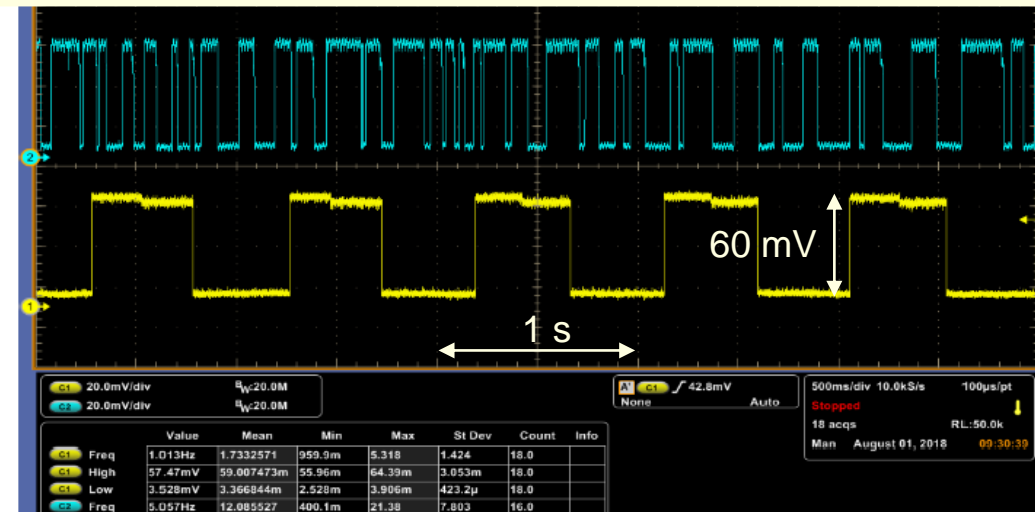 2
60 mV
1
1 s
C1 20.0mV/div BW:20.0M
C2 20.0mV/div BW:20.0M
A' C1 42.8mV
None Auto
500ms/div 10.0kS/s 100µs/pt
Stopped
18 acqs RL:50.0k
Man August 01, 2018 09:30:39
Value Mean Min Max St Dev Count Info
C1 Freq 1.013Hz 1.7332571 959.9m 5.318 1.424 18.0
C1 High 57.47mV 59.007473m 55.96m 64.39m 3.053m 18.0
C1 Low 3.528mV 3.366844m 2.528m 3.906m 423.2µ 18.0
C2 Freq 5.057Hz 12.085527 400.1m 21.38 7.803 16.0